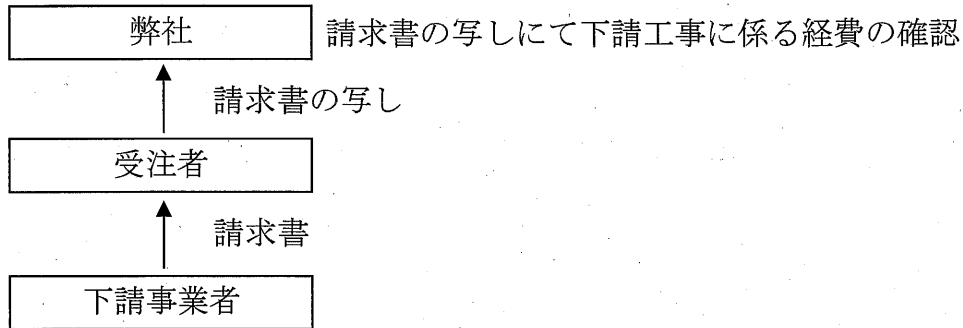 弊社
請求書の写しにて下請工事に係る経費の確認
請求書の写し
受注者
請求書
下請事業者